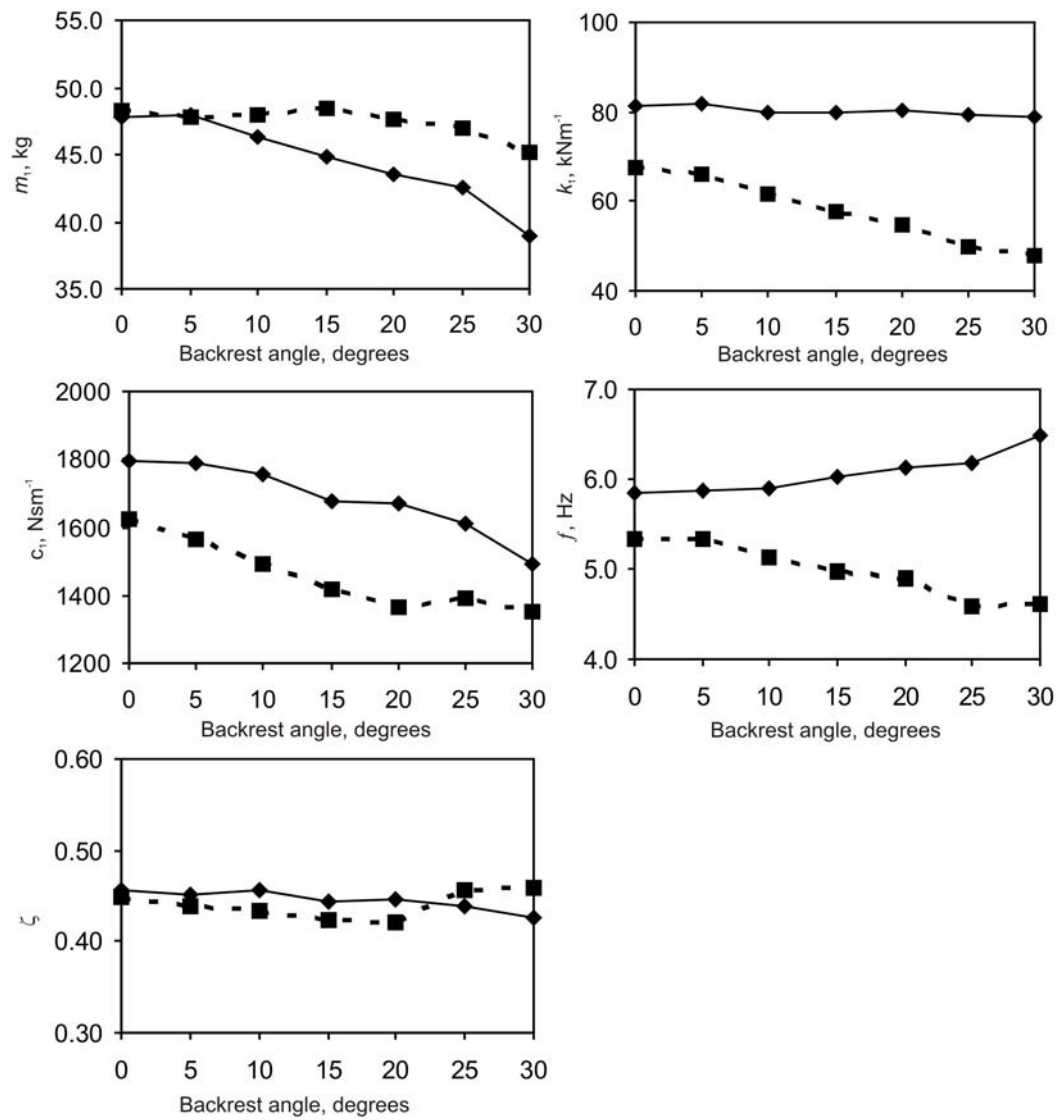 55.0
50.0
45.0
40.0
35.0
m₁, kg
0 5 10 15 20 25 30
Backrest angle, degrees
100
80
60
40
k₁, kNm⁻¹
0 5 10 15 20 25 30
Backrest angle, degrees
2000
1800
1600
1400
1200
c₁, Nsm⁻¹
0 5 10 15 20 25 30
Backrest angle, degrees
7.0
6.0
5.0
4.0
f, Hz
0 5 10 15 20 25 30
Backrest angle, degrees
0.60
0.50
0.40
0.30
ζ
0 5 10 15 20 25 30
Backrest angle, degrees